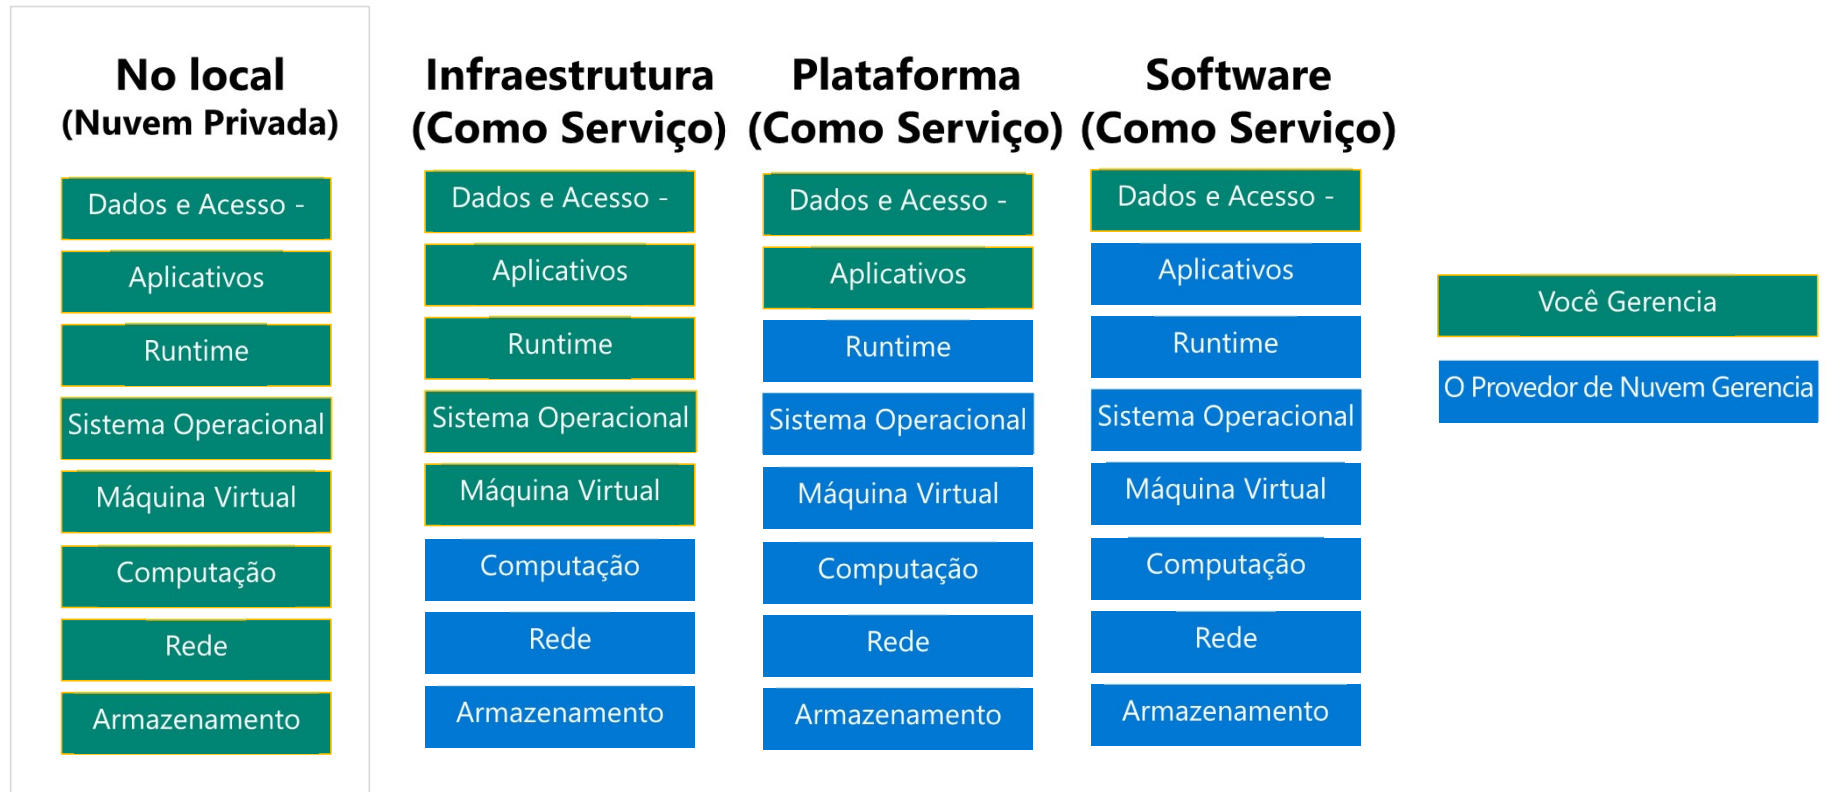 No local
(Nuvem Privada)
Dados e Acesso -
Aplicativos
Runtime
Sistema Operacional
Máquina Virtual
Computação
Rede
Armazenamento
Infraestrutura
(Como Serviço)
Dados e Acesso -
Aplicativos
Runtime
Sistema Operacional
Máquina Virtual
Computação
Rede
Armazenamento
Plataforma
(Como Serviço)
Dados e Acesso -
Aplicativos
Runtime
Sistema Operacional
Máquina Virtual
Computação
Rede
Armazenamento
Software
(Como Serviço)
Dados e Acesso -
Aplicativos
Runtime
Sistema Operacional
Máquina Virtual
Computação
Rede
Armazenamento
Você Gerencia
O Provedor de Nuvem Gerencia